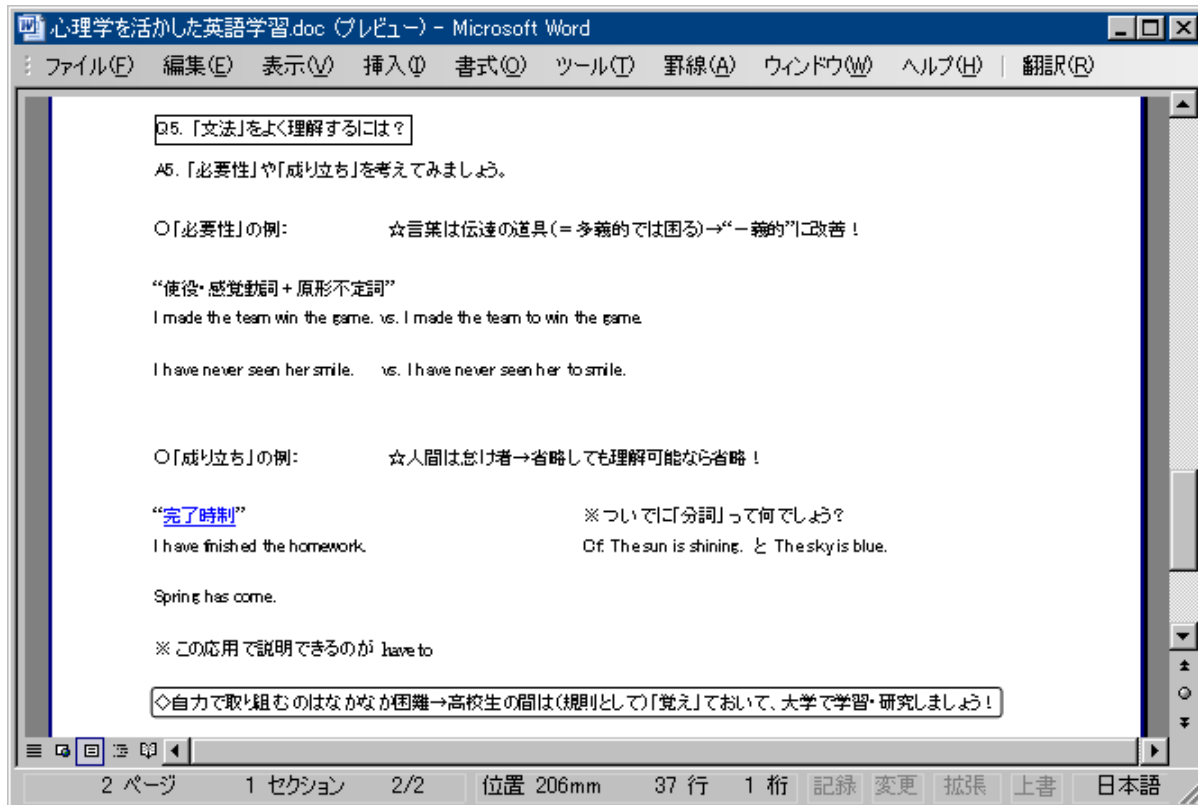 心理学を活かした英語学習.doc (プレビュー) - Microsoft Word
ファイル(F) 編集(E) 表示(V) 挿入(I) 書式(O) ツール(T) 罫線(A) ウィンドウ(W) ヘルプ(H) 翻訳(R)
Q5.「文法」をよく理解するには？
A5.「必要性」や「成り立ち」を考えてみましょう。
○「必要性」の例： ☆言葉は伝達の道具(=多義的では困る)→“一義的”に改善！
“使役・感覚動詞+原形不定詞”
I made the team win the game. vs. I made the team to win the game.
I have never seen her smile. vs. I have never seen her to smile.
○「成り立ち」の例： ☆人間は怠け者→省略しても理解可能なら省略！
“完了時制” ※ついでに「分詞」って何でしょう？
I have finished the homework. Cf. The sun is shining. と The sky is blue.
Spring has come.
※この応用で説明できるのが have to
◇自力で取り組むのはなかなか困難→高校生の間は(規則として)「覚え」ておいて、大学で学習・研究しましょう！
2 ページ 1 セクション 2/2 位置 206mm 37 行 1 桁 記録 変更 拡張 上書 日本語